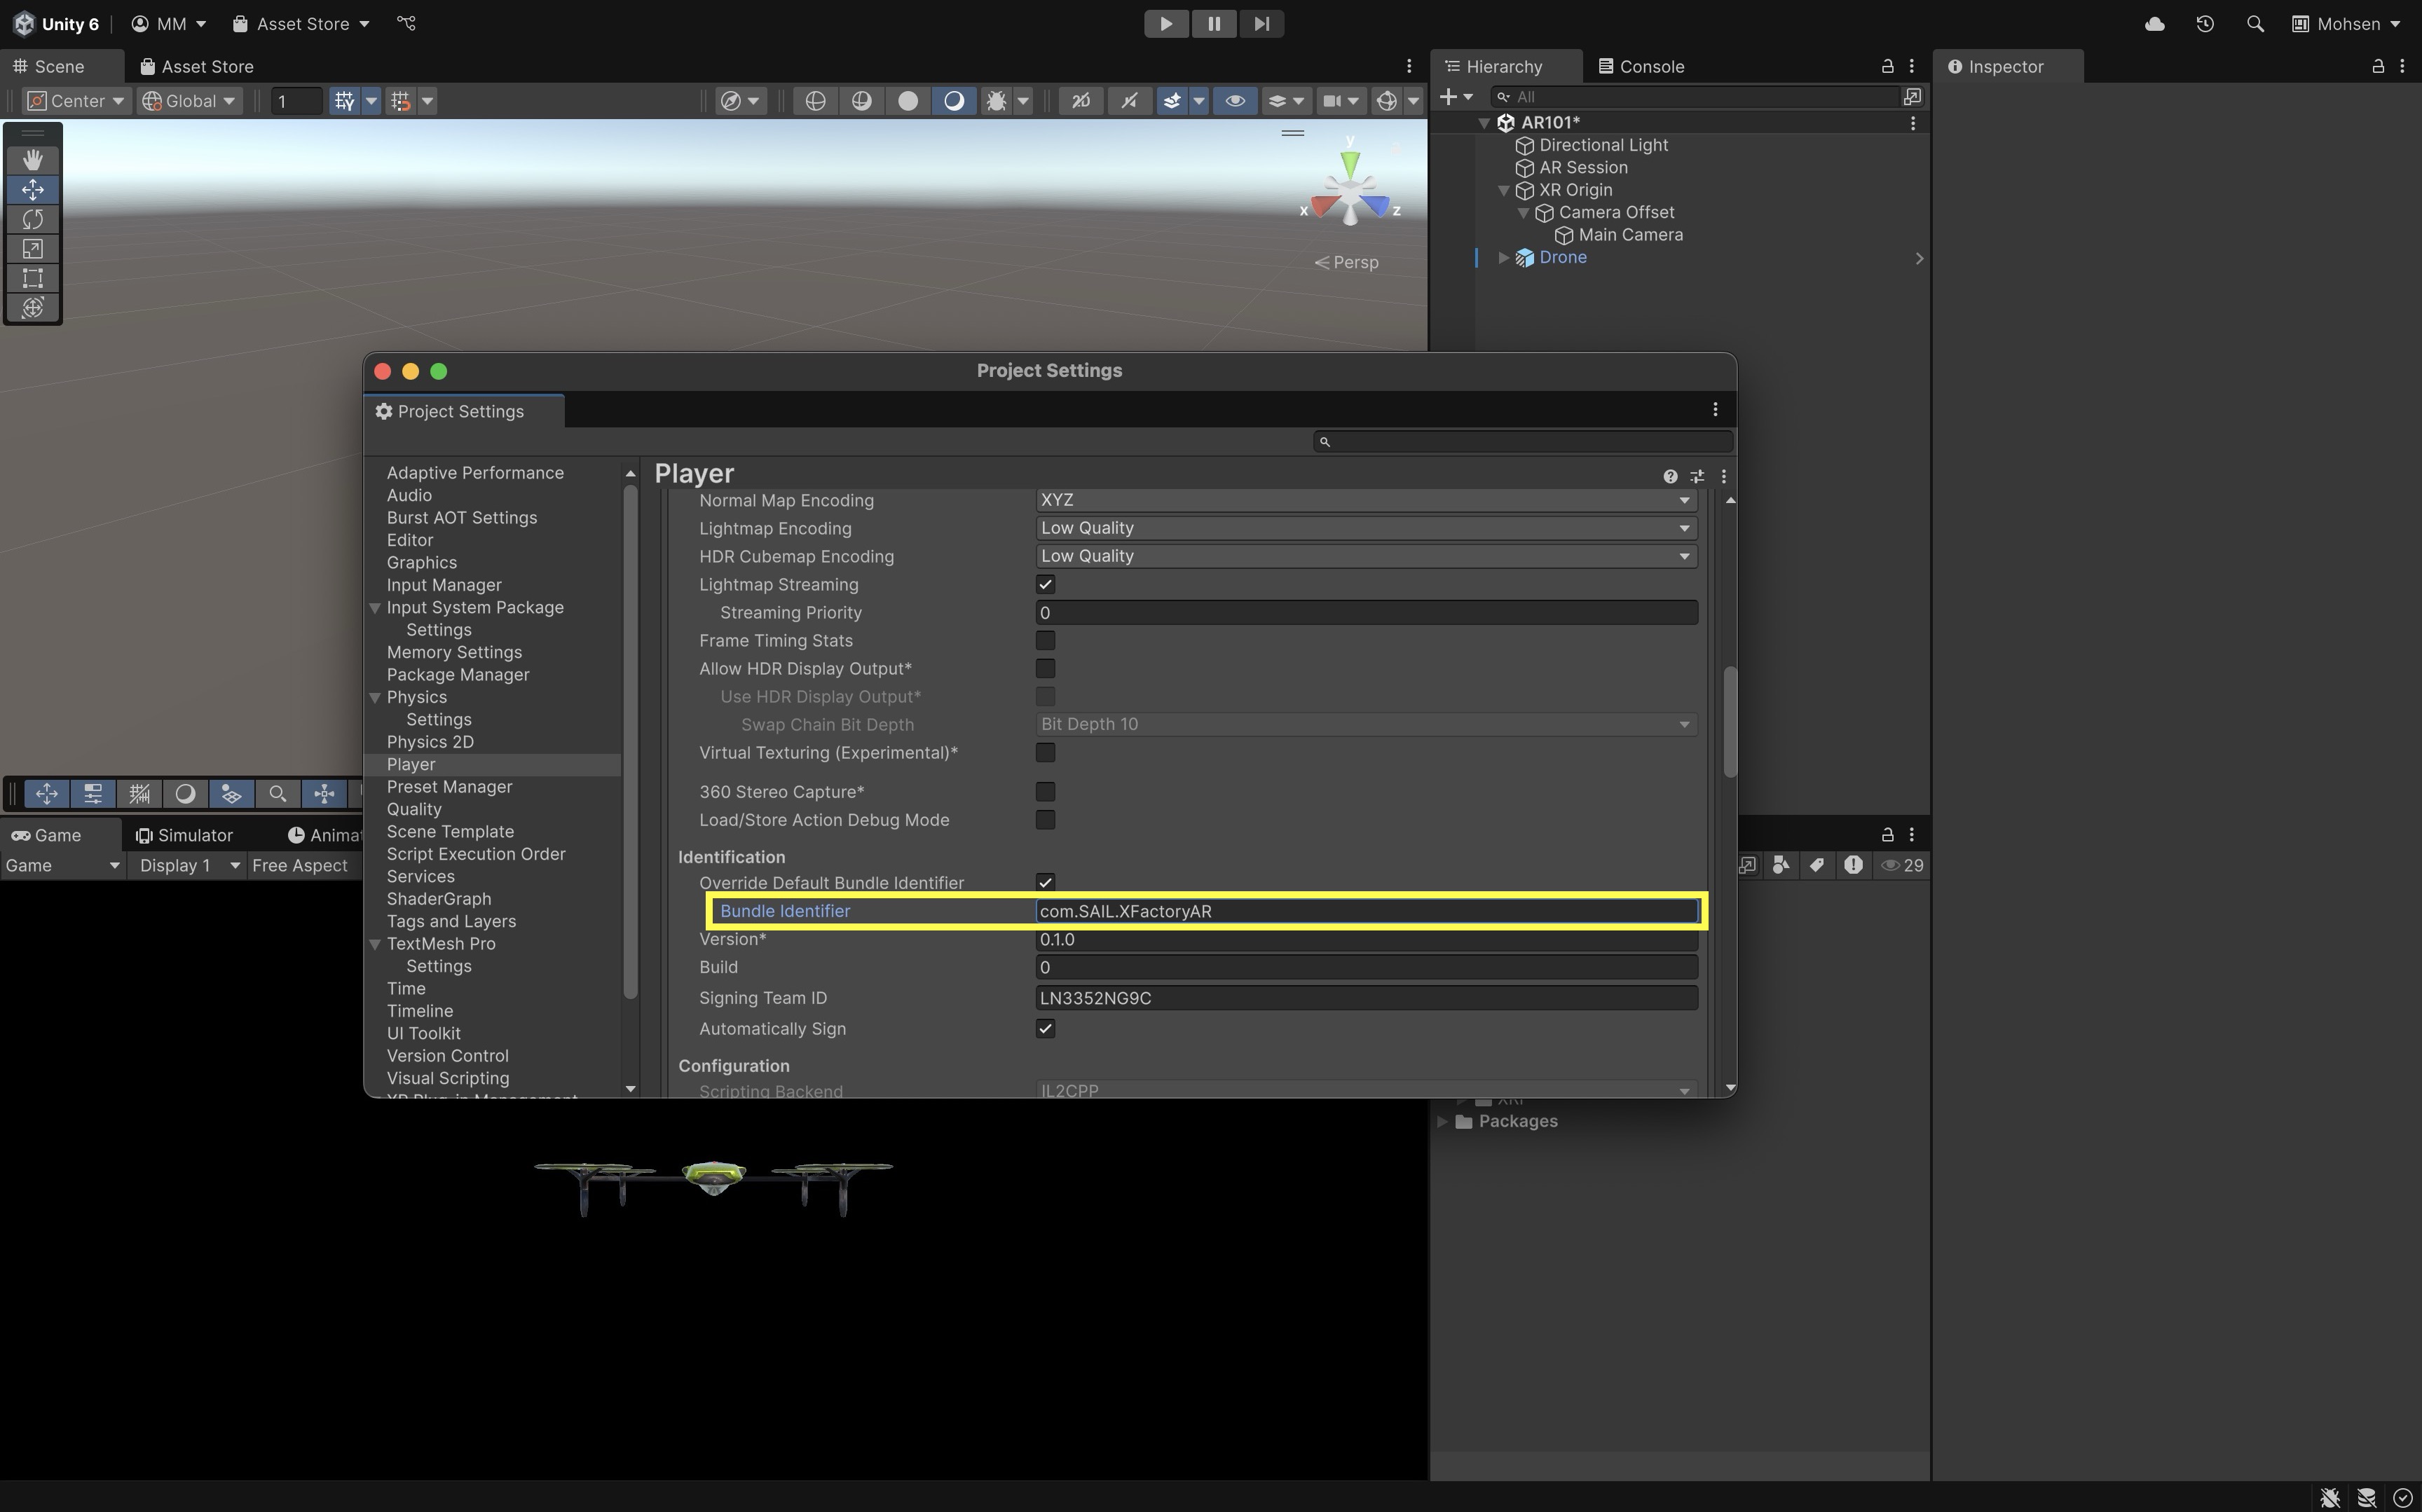 Unity 6
MM
Asset Store
Mohsen
Scene
Asset Store
Hierarchy
Console
Inspector
Center
Global
1
2D
All
AR101*
Directional Light
AR Session
XR Origin
Camera Offset
Main Camera
Drone
y
x
z
Persp
Project Settings
Project Settings
Adaptive Performance
Audio
Burst AOT Settings
Editor
Graphics
Input Manager
Input System Package
Settings
Memory Settings
Package Manager
Physics
Settings
Physics 2D
Player
Preset Manager
Quality
Scene Template
Script Execution Order
Services
ShaderGraph
Tags and Layers
TextMesh Pro
Settings
Time
Timeline
UI Toolkit
Version Control
Visual Scripting
XR Plug-in Management
Player
Normal Map Encoding XYZ
Lightmap Encoding Low Quality
HDR Cubemap Encoding Low Quality
Lightmap Streaming
Streaming Priority 0
Frame Timing Stats
Allow HDR Display Output*
Use HDR Display Output*
Swap Chain Bit Depth Bit Depth 10
Virtual Texturing (Experimental)*
360 Stereo Capture*
Load/Store Action Debug Mode
Identification
Override Default Bundle Identifier
Bundle Identifier com.SAIL.XFactoryAR
Version* 0.1.0
Build 0
Signing Team ID LN3352NG9C
Automatically Sign
Configuration
Scripting Backend IL2CPP
Game
Simulator
Animat
Game
Display 1
Free Aspect
29
XRI
Packages